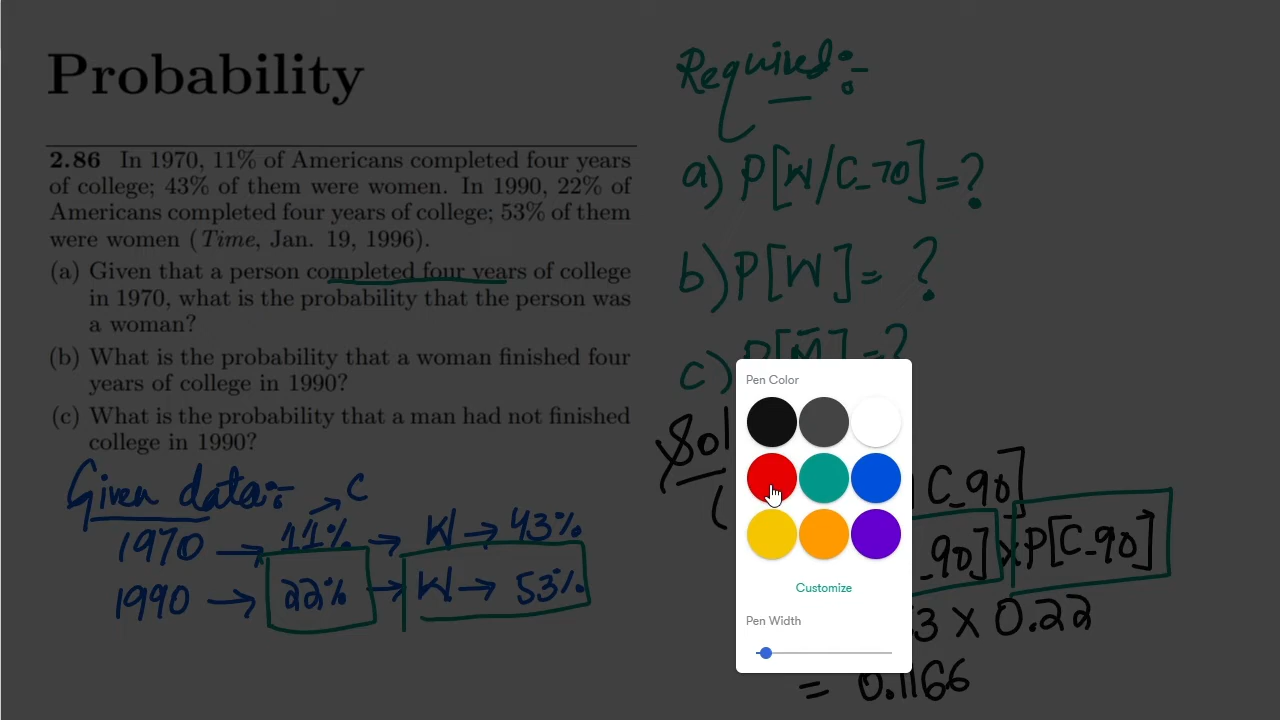 Probability
2.86 In 1970, 11% of Americans completed four years
of college; 43% of them were women. In 1990, 22% of
Americans completed four years of college; 53% of them
were women (Time, Jan. 19, 1996).
(a) Given that a person completed four years of college
in 1970, what is the probability that the person was
a woman?
(b) What is the probability that a woman finished four
years of college in 1990?
(c) What is the probability that a man had not finished
college in 1990?
Given data:-
1970 → 11% → C → W → 43%
1990 → 22% → W → 53%
Required:-
a) P[W/C_70] = ?
b) P[W] = ?
c) P[M̄] = ?
Sol
C_90]
_90] x P[C_90]
3 x 0.22
= 0.1166
Pen Color
Customize
Pen Width